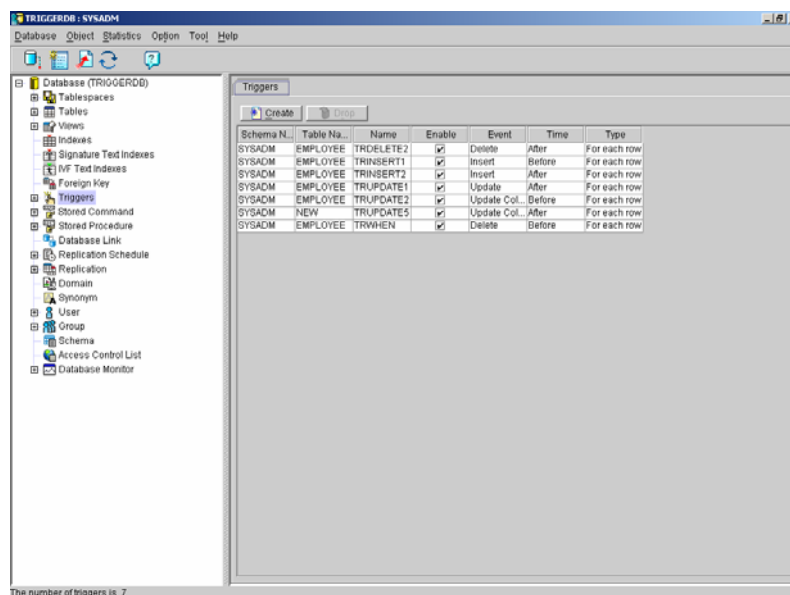 TRIGGERDB : SYSADM
Database Object Statistics Option Tool Help
Database (TRIGGERDB)
Tablespaces
Tables
Views
Indexes
Signature Text Indexes
IVF Text Indexes
Foreign Key
Triggers
Stored Command
Stored Procedure
Database Link
Replication Schedule
Replication
Domain
Synonym
User
Group
Schema
Access Control List
Database Monitor
Triggers
Create Drop
Schema N... Table Na... Name Enable Event Time Type
SYSADM EMPLOYEE TRDELETE2 Delete After For each row
SYSADM EMPLOYEE TRINSERT1 Insert Before For each row
SYSADM EMPLOYEE TRINSERT2 Insert After For each row
SYSADM EMPLOYEE TRUPDATE1 Update After For each row
SYSADM EMPLOYEE TRUPDATE2 Update Col... Before For each row
SYSADM NEW TRUPDATE5 Update Col... After For each row
SYSADM EMPLOYEE TRWHEN Delete Before For each row
The number of triggers is 7